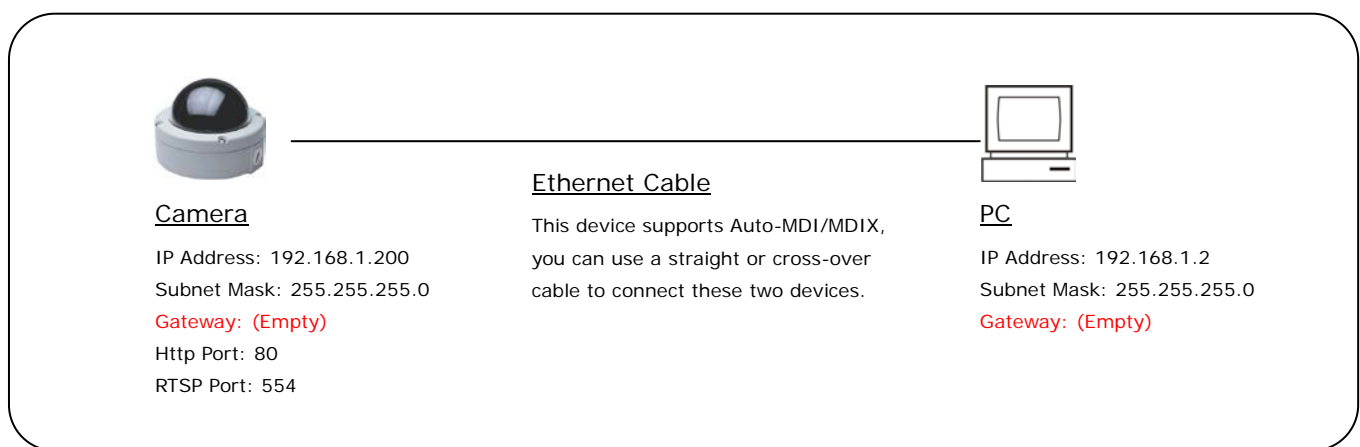 Camera
IP Address: 192.168.1.200
Subnet Mask: 255.255.255.0
Gateway: (Empty)
Http Port: 80
RTSP Port: 554
Ethernet Cable
This device supports Auto-MDI/MDIX,
you can use a straight or cross-over
cable to connect these two devices.
PC
IP Address: 192.168.1.2
Subnet Mask: 255.255.255.0
Gateway: (Empty)